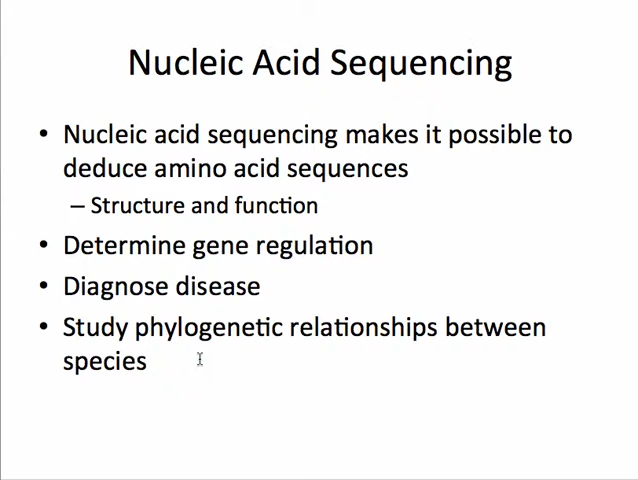 Nucleic Acid Sequencing
• Nucleic acid sequencing makes it possible to
deduce amino acid sequences
– Structure and function
• Determine gene regulation
• Diagnose disease
• Study phylogenetic relationships between
species